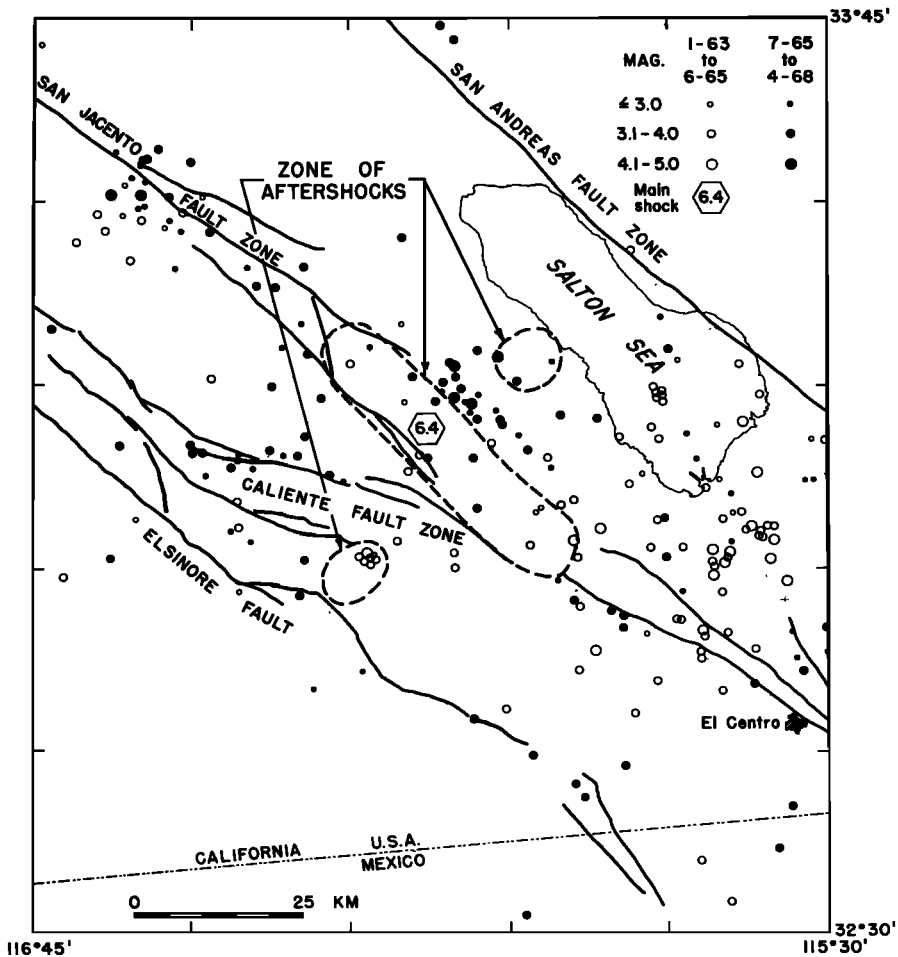 33°45'
MAG.
1-63 to 6-65
7-65 to 4-68
≤ 3.0
3.1-4.0
4.1-5.0
Main shock
6.4
SAN ANDREAS FAULT ZONE
SAN JACENTO FAULT ZONE
ZONE OF AFTERSHOCKS
SALTON SEA
6.4
CALIENTE FAULT ZONE
ELSINORE FAULT
El Centro
CALIFORNIA U.S.A.
MEXICO
0 25 KM
116°45'
115°30'
32°30'